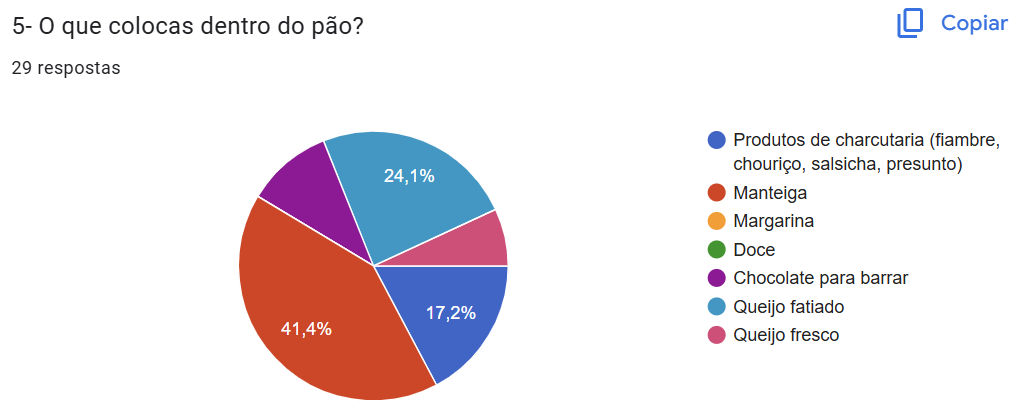 5- O que colocas dentro do pão?
Copiar
29 respostas
24,1%
17,2%
41,4%
Produtos de charcutaria (fiambre,
chouriço, salsicha, presunto)
Manteiga
Margarina
Doce
Chocolate para barrar
Queijo fatiado
Queijo fresco